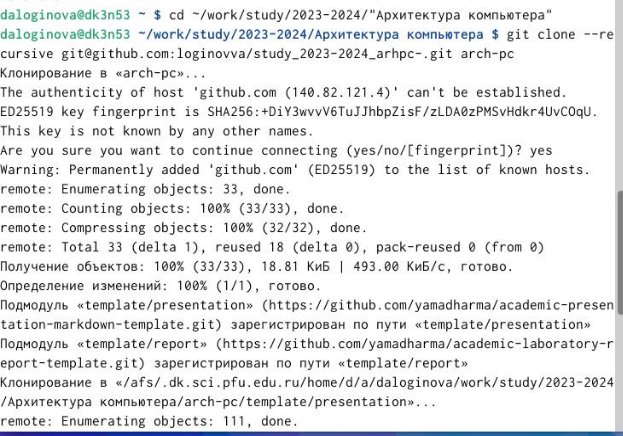 daloginova@dk3n53 ~ $ cd ~/work/study/2023-2024/"Архитектура компьютера"
daloginova@dk3n53 ~/work/study/2023-2024/Архитектура компьютера $ git clone --re
cursive git@github.com:loginovva/study_2023-2024_arhpc-.git arch-pc
Клонирование в «arch-pc»...
The authenticity of host 'github.com (140.82.121.4)' can't be established.
ED25519 key fingerprint is SHA256:+DiY3wvvV6TuJJhbpZisF/zLDA0zPMSvHdkr4UvCOqU.
This key is not known by any other names.
Are you sure you want to continue connecting (yes/no/[fingerprint])? yes
Warning: Permanently added 'github.com' (ED25519) to the list of known hosts.
remote: Enumerating objects: 33, done.
remote: Counting objects: 100% (33/33), done.
remote: Compressing objects: 100% (32/32), done.
remote: Total 33 (delta 1), reused 18 (delta 0), pack-reused 0 (from 0)
Получение объектов: 100% (33/33), 18.81 КиБ | 493.00 КиБ/с, готово.
Определение изменений: 100% (1/1), готово.
Подмодуль «template/presentation» (https://github.com/yamadharma/academic-presen
tation-markdown-template.git) зарегистрирован по пути «template/presentation»
Подмодуль «template/report» (https://github.com/yamadharma/academic-laboratory-r
eport-template.git) зарегистрирован по пути «template/report»
Клонирование в «/afs/.dk.sci.pfu.edu.ru/home/d/a/daloginova/work/study/2023-2024
/Архитектура компьютера/arch-pc/template/presentation»...
remote: Enumerating objects: 111, done.